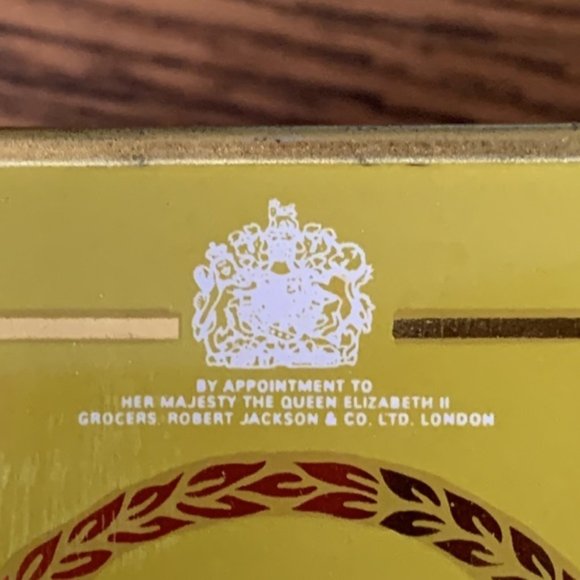 BY APPOINTMENT TO
HER MAJESTY THE QUEEN ELIZABETH II
GROCERS, ROBERT JACKSON & CO. LTD. LONDON